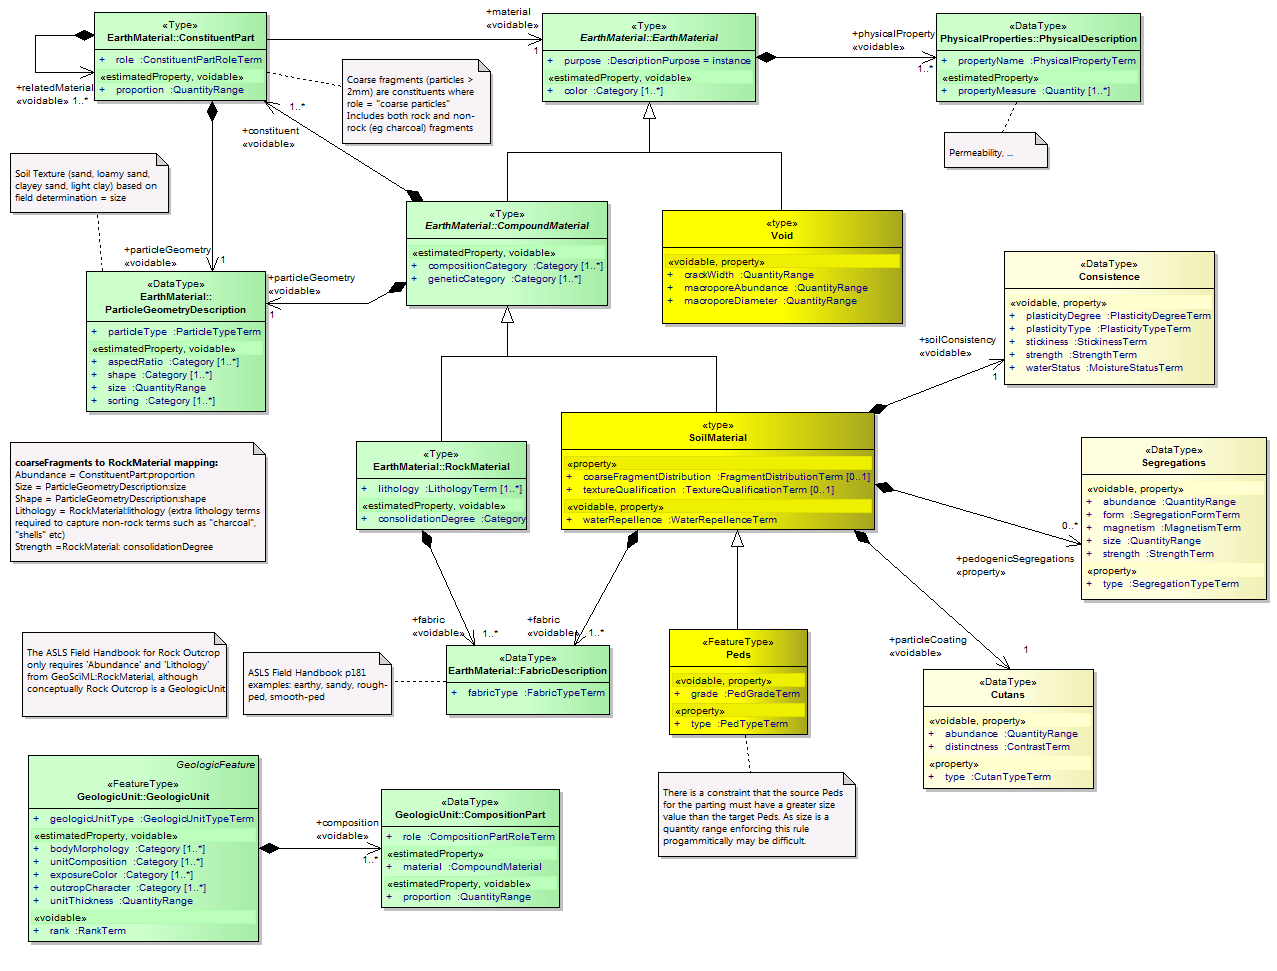 «Type»
EarthMaterial::ConstituentPart
+ role :ConstituentPartRoleTerm
«estimatedProperty, voidable»
+ proportion :QuantityRange
+relatedMaterial
«voidable» 1..*
+material
«voidable»
1
«Type»
EarthMaterial::EarthMaterial
+ purpose :DescriptionPurpose = instance
«estimatedProperty, voidable»
+ color :Category [1..*]
+physicalProperty
«voidable»
1..*
«DataType»
PhysicalProperties::PhysicalDescription
+ propertyName :PhysicalPropertyTerm
«estimatedProperty»
+ propertyMeasure :Quantity [1..*]
Permeability, ...
Coarse fragments (particles >
2mm) are constituents where
role = "coarse particles"
Includes both rock and non-
rock (eg charcoal) fragments
1..*
+constituent
«voidable»
Soil Texture (sand, loamy sand,
clayey sand, light clay) based on
field determination = size
+particleGeometry
«voidable»
1
«Type»
EarthMaterial::CompoundMaterial
«estimatedProperty, voidable»
+ compositionCategory :Category [1..*]
+ geneticCategory :Category [1..*]
+particleGeometry
«voidable»
1
«type»
Void
«voidable, property»
+ crackWidth :QuantityRange
+ macroporeAbundance :QuantityRange
+ macroporeDiameter :QuantityRange
«DataType»
EarthMaterial::
ParticleGeometryDescription
+ particleType :ParticleTypeTerm
«estimatedProperty, voidable»
+ aspectRatio :Category [1..*]
+ shape :Category [1..*]
+ size :QuantityRange
+ sorting :Category [1..*]
«DataType»
Consistence
«voidable, property»
+ plasticityDegree :PlasticityDegreeTerm
+ plasticityType :PlasticityTypeTerm
+ stickiness :StickinessTerm
+ strength :StrengthTerm
+ waterStatus :MoistureStatusTerm
+soilConsistency
«voidable»
1
coarseFragments to RockMaterial mapping:
Abundance = ConstituentPart:proportion
Size = ParticleGeometryDescription:size
Shape = ParticleGeometryDescription:shape
Lithology = RockMaterial:lithology (extra lithology terms
required to capture non-rock terms such as "charcoal",
"shells" etc)
Strength =RockMaterial: consolidationDegree
«Type»
EarthMaterial::RockMaterial
+ lithology :LithologyTerm [1..*]
«estimatedProperty, voidable»
+ consolidationDegree :Category
«type»
SoilMaterial
«property»
+ coarseFragmentDistribution :FragmentDistributionTerm [0..1]
+ textureQualification :TextureQualificationTerm [0..1]
«voidable, property»
+ waterRepellence :WaterRepellenceTerm
«DataType»
Segregations
«voidable, property»
+ abundance :QuantityRange
+ form :SegregationFormTerm
+ magnetism :MagnetismTerm
+ size :QuantityRange
+ strength :StrengthTerm
«property»
+ type :SegregationTypeTerm
0..*
+pedogenicSegregations
«property»
+fabric
«voidable»
1..*
+fabric
«voidable»
1..*
+particleCoating
«voidable»
1
The ASLS Field Handbook for Rock Outcrop
only requires 'Abundance' and 'Lithology'
from GeoSciML:RockMaterial, although
conceptually Rock Outcrop is a GeologicUnit
ASLS Field Handbook p181
examples: earthy, sandy, rough-
ped, smooth-ped
«DataType»
EarthMaterial::FabricDescription
+ fabricType :FabricTypeTerm
«FeatureType»
Peds
«voidable, property»
+ grade :PedGradeTerm
«property»
+ type :PedTypeTerm
«DataType»
Cutans
«voidable, property»
+ abundance :QuantityRange
+ distinctness :ContrastTerm
«property»
+ type :CutanTypeTerm
There is a constraint that the source Peds
for the parting must have a greater size
value than the target Peds. As size is a
quantity range enforcing this rule
progammitically may be difficult.
GeologicFeature
«FeatureType»
GeologicUnit::GeologicUnit
+ geologicUnitType :GeologicUnitTypeTerm
«estimatedProperty, voidable»
+ bodyMorphology :Category [1..*]
+ unitComposition :Category [1..*]
+ exposureColor :Category [1..*]
+ outcropCharacter :Category [1..*]
+ unitThickness :QuantityRange
«voidable»
+ rank :RankTerm
+composition
«voidable»
1..*
«DataType»
GeologicUnit::CompositionPart
+ role :CompositionPartRoleTerm
«estimatedProperty»
+ material :CompoundMaterial
«estimatedProperty, voidable»
+ proportion :QuantityRange